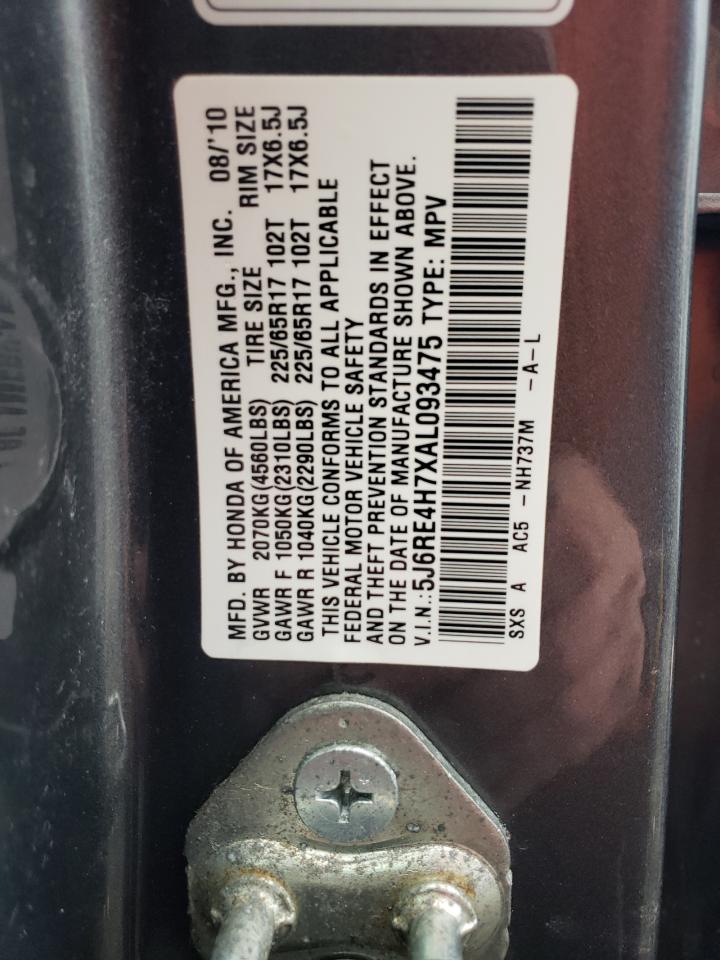 MFD. BY HONDA OF AMERICA MFG., INC. 08/'10
GVWR 2070KG(4560LBS) TIRE SIZE RIM SIZE
GAWR F 1050KG(2310LBS) 225/65R17 102T 17X6.5J
GAWR R 1040KG(2290LBS) 225/65R17 102T 17X6.5J
THIS VEHICLE CONFORMS TO ALL APPLICABLE
FEDERAL MOTOR VEHICLE SAFETY
AND THEFT PREVENTION STANDARDS IN EFFECT
ON THE DATE OF MANUFACTURE SHOWN ABOVE.
V.I.N.: 5J6RE4H7XAL093475 TYPE: MPV
SXS A AC5 -NH737M -A-L